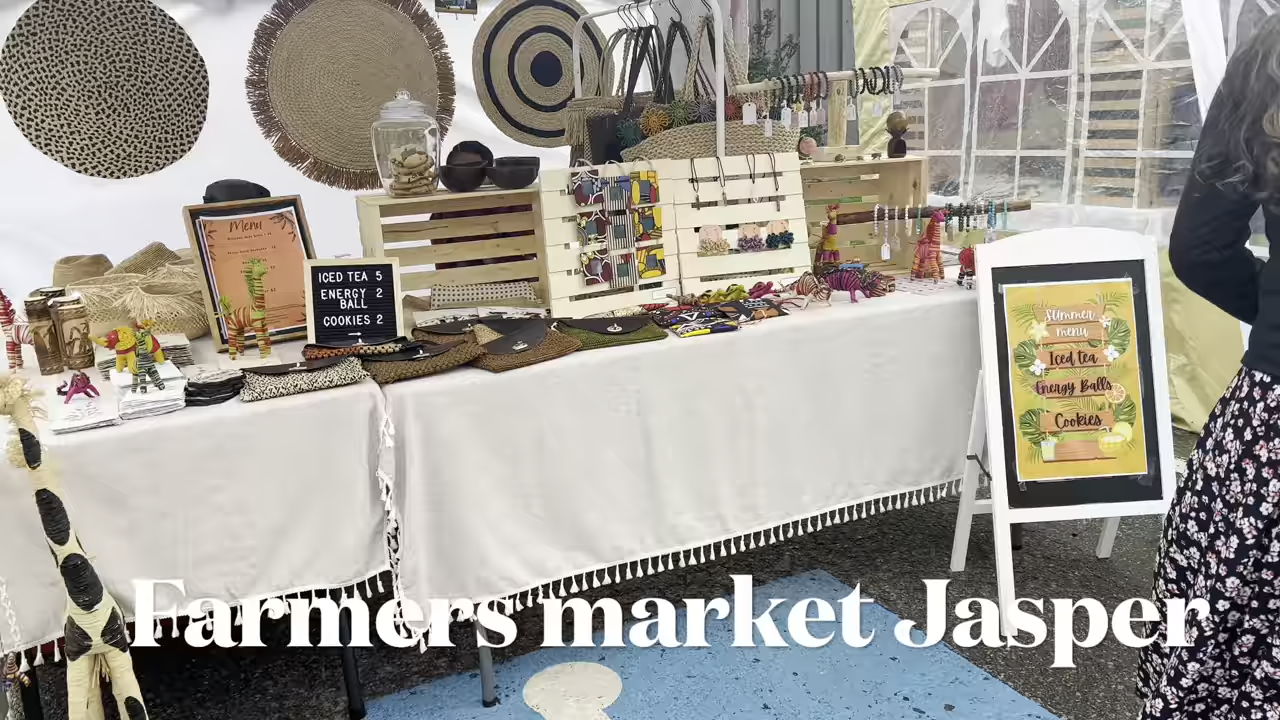 Menu
ICED TEA 5
ENERGY 2
BALL
COOKIES 2
Summer
menu
Iced tea
Energy Balls
Cookies
Farmers market Jasper